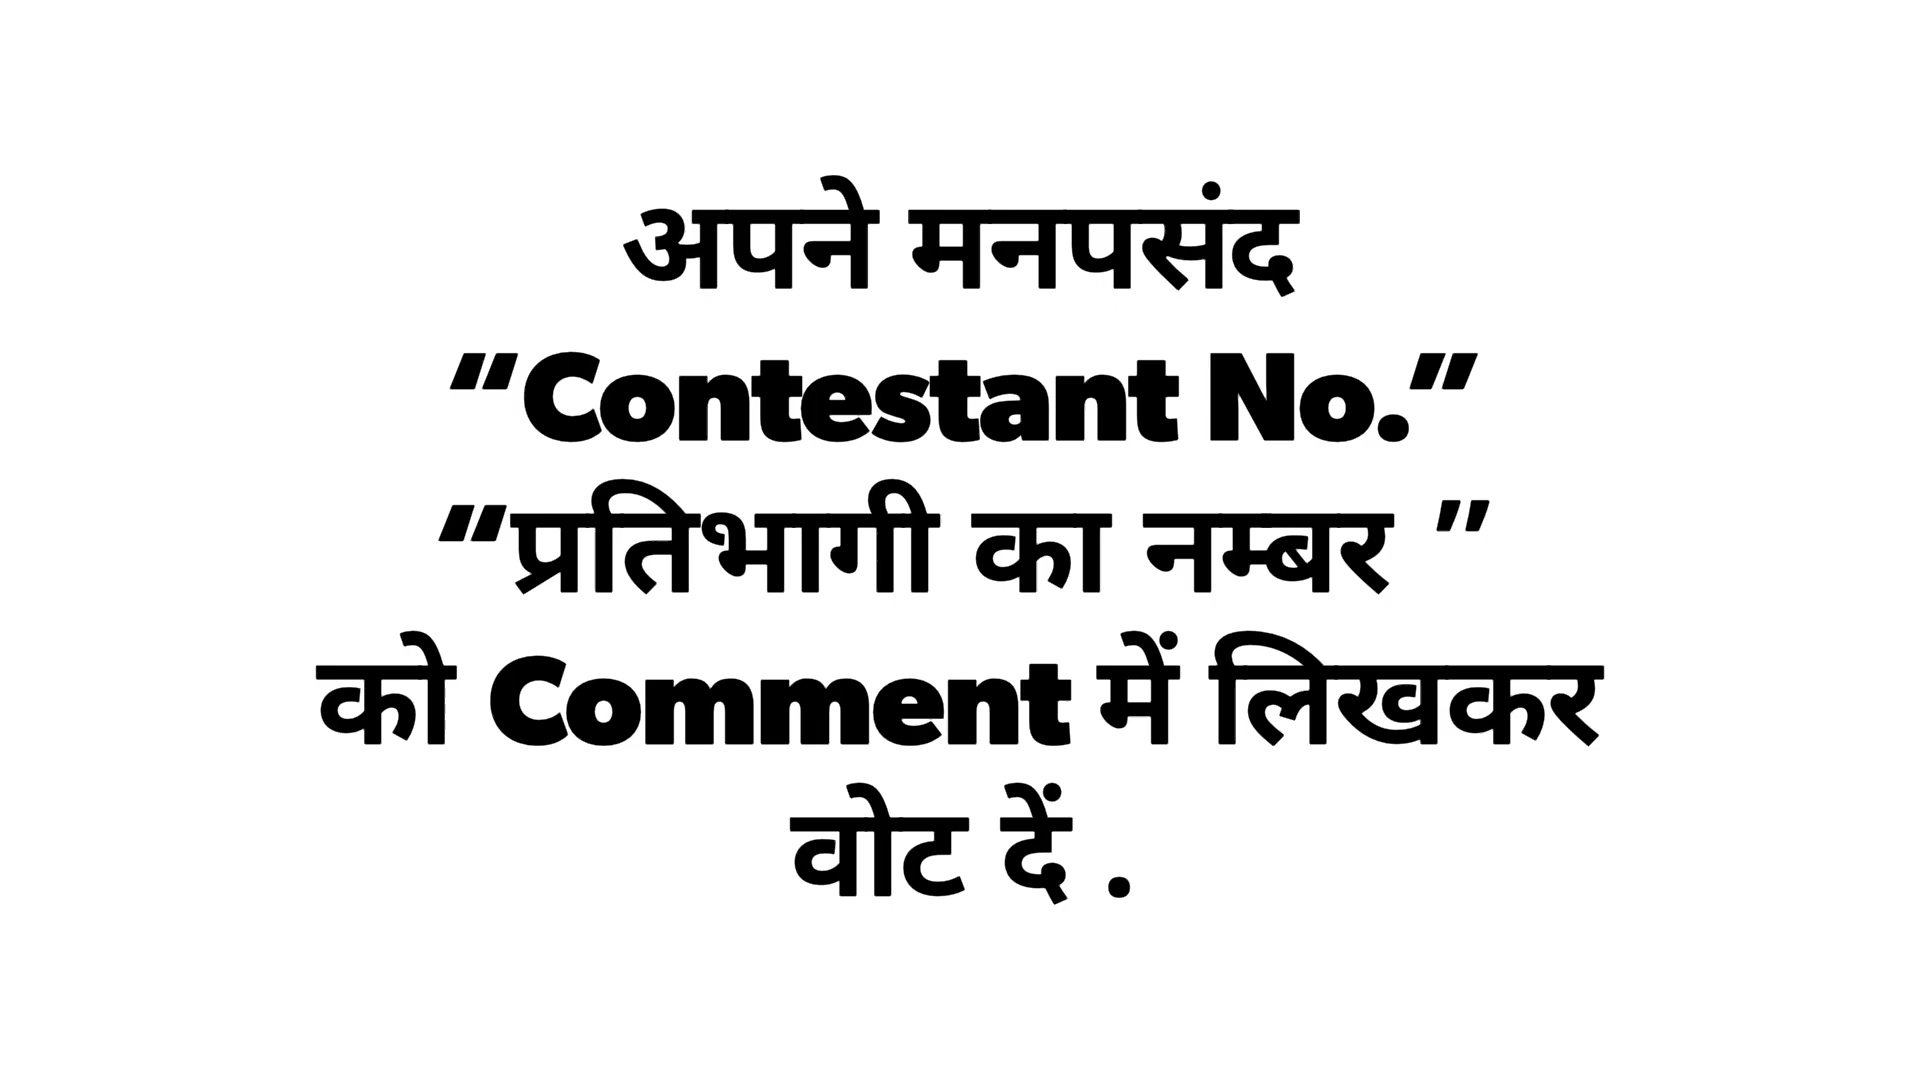 अपने मनपसंद
“Contestant No.”
“प्रतिभागी का नम्बर ”
को Comment में लिखकर
वोट दें .